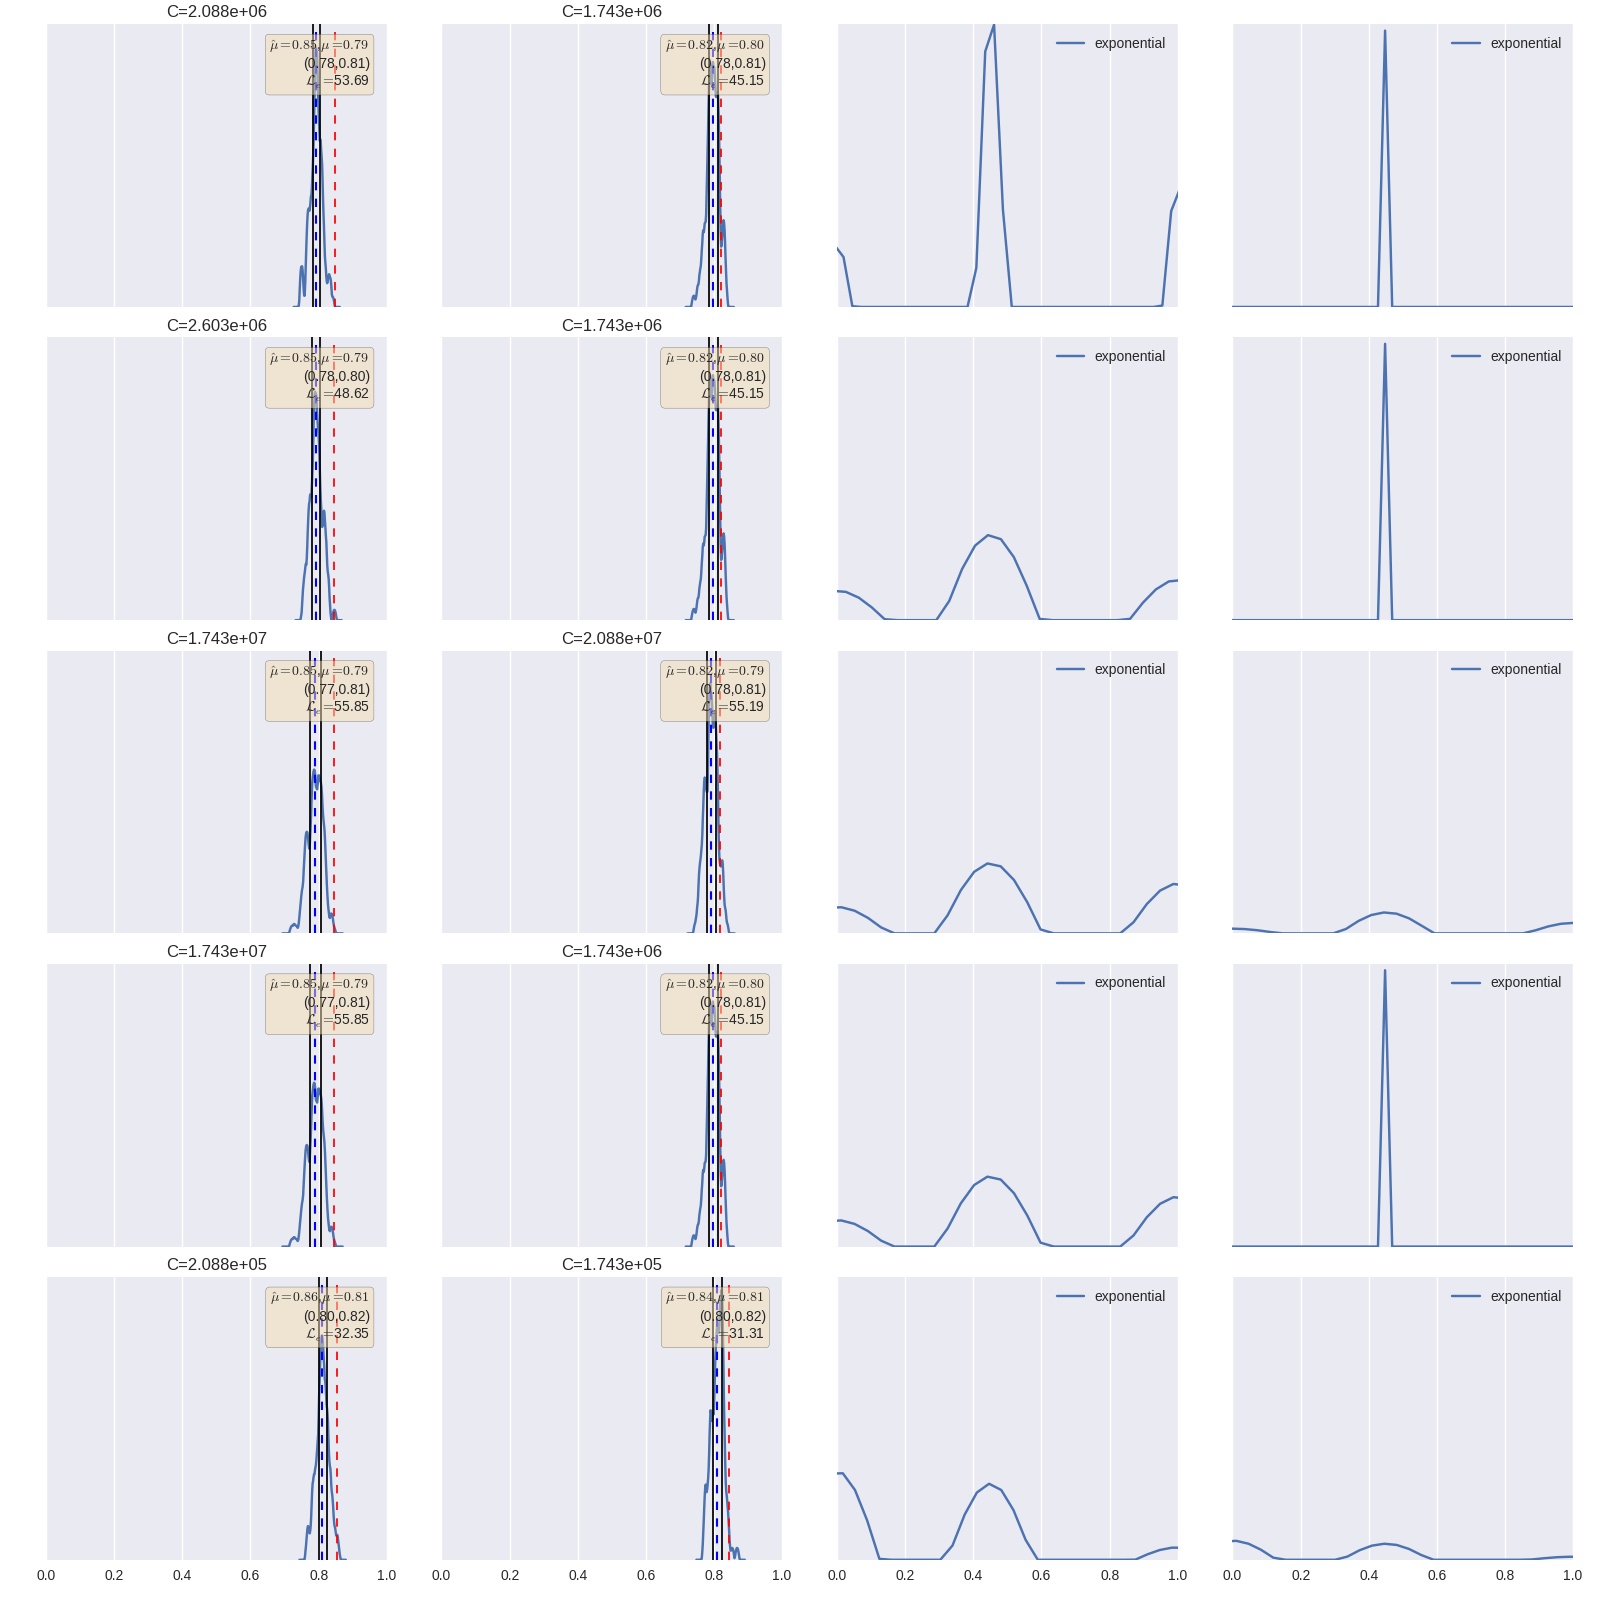 C=2.088e+06 C=1.743e+06
μ̂=0.85,μ=0.79 μ̂=0.82,μ=0.80 exponential exponential
(0.78,0.81) (0.78,0.81)
=53.69 =45.15
C=2.603e+06 C=1.743e+06
μ̂=0.85,μ=0.79 μ̂=0.82,μ=0.80 exponential exponential
(0.78,0.80) (0.78,0.81)
=48.62 =45.15
C=1.743e+07 C=2.088e+07
μ̂=0.85,μ=0.79 μ̂=0.82,μ=0.79 exponential exponential
(0.77,0.81) (0.78,0.81)
=55.85 =55.19
C=1.743e+07 C=1.743e+06
μ̂=0.85,μ=0.79 μ̂=0.82,μ=0.80 exponential exponential
(0.77,0.81) (0.78,0.81)
=55.85 =45.15
C=2.088e+05 C=1.743e+05
μ̂=0.86,μ=0.81 μ̂=0.84,μ=0.81 exponential exponential
(0.80,0.82) (0.80,0.82)
=32.35 =31.31
0.0 0.2 0.4 0.6 0.8 1.0 0.0 0.2 0.4 0.6 0.8 1.0 0.0 0.2 0.4 0.6 0.8 1.0 0.0 0.2 0.4 0.6 0.8 1.0